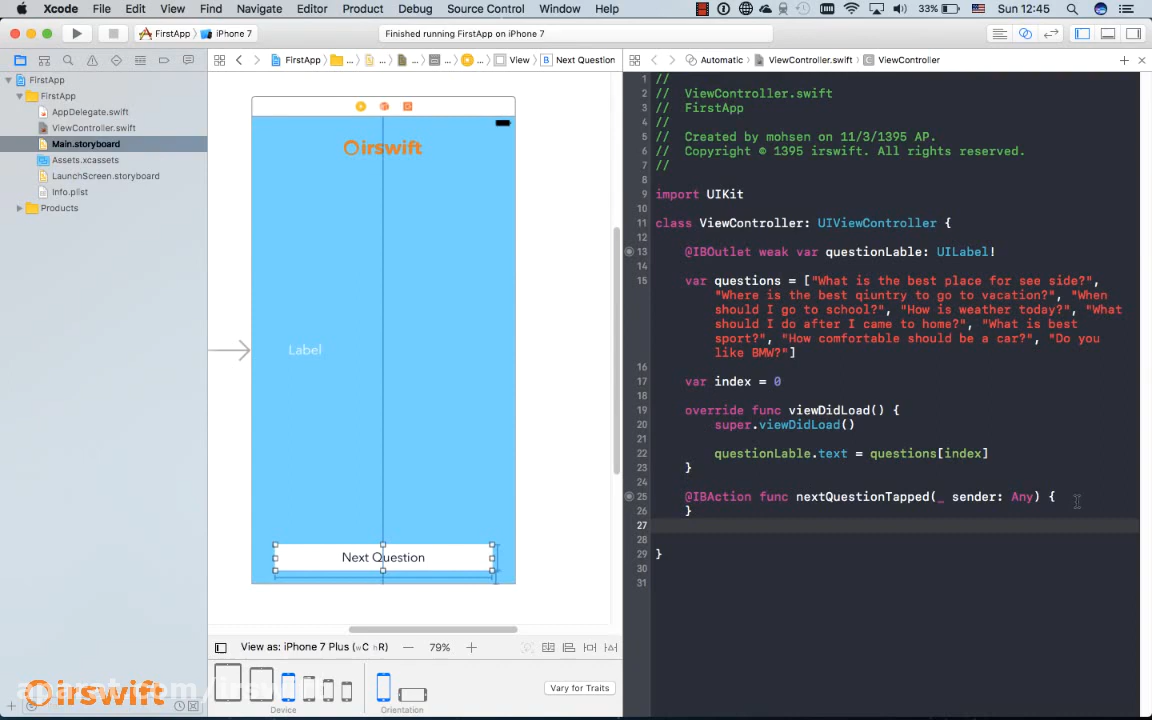 Xcode File Edit View Find Navigate Editor Product Debug Source Control Window Help 33% Sun 12:45
FirstApp iPhone 7 Finished running FirstApp on iPhone 7
FirstApp ... ... ... ... ... View B Next Question
Automatic ViewController.swift C ViewController
FirstApp
FirstApp
AppDelegate.swift
ViewController.swift
Main.storyboard
Assets.xcassets
LaunchScreen.storyboard
Info.plist
Products
irswift
Label
Next Question
1 //
2 // ViewController.swift
3 // FirstApp
4 //
5 // Created by mohsen on 11/3/1395 AP.
6 // Copyright © 1395 irswift. All rights reserved.
7 //
8
9 import UIKit
10
11 class ViewController: UIViewController {
12
13 @IBOutlet weak var questionLable: UILabel!
14
15 var questions = ["What is the best place for see side?",
"Where is the best qiuntry to go to vacation?", "When
should I go to school?", "How is weather today?", "What
should I do after I came to home?", "What is best
sport?", "How comfortable should be a car?", "Do you
like BMW?"]
16
17 var index = 0
18
19 override func viewDidLoad() {
20 super.viewDidLoad()
21
22 questionLable.text = questions[index]
23 }
24
25 @IBAction func nextQuestionTapped(_ sender: Any) {
26 }
27
28
29 }
30
31
View as: iPhone 7 Plus (wC hR) — 79% +
Device
Orientation
Vary for Traits
aparat.com/irswift
irswift